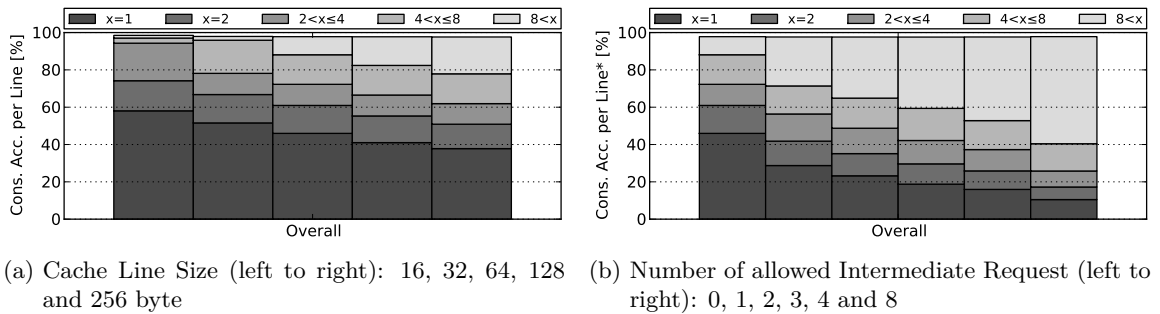 x=1 x=2 2<x≤4 4<x≤8 8<x
Cons. Acc. per Line [%]
100
80
60
40
20
0
Overall
(a) Cache Line Size (left to right): 16, 32, 64, 128
and 256 byte
x=1 x=2 2<x≤4 4<x≤8 8<x
Cons. Acc. per Line* [%]
100
80
60
40
20
0
Overall
(b) Number of allowed Intermediate Request (left to
right): 0, 1, 2, 3, 4 and 8